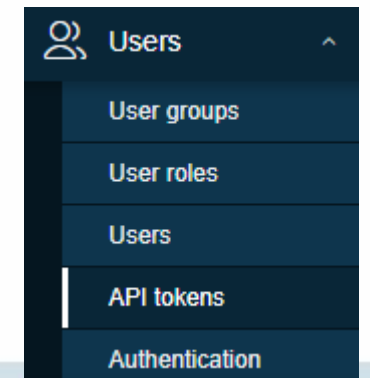 Users
User groups
User roles
Users
API tokens
Authentication